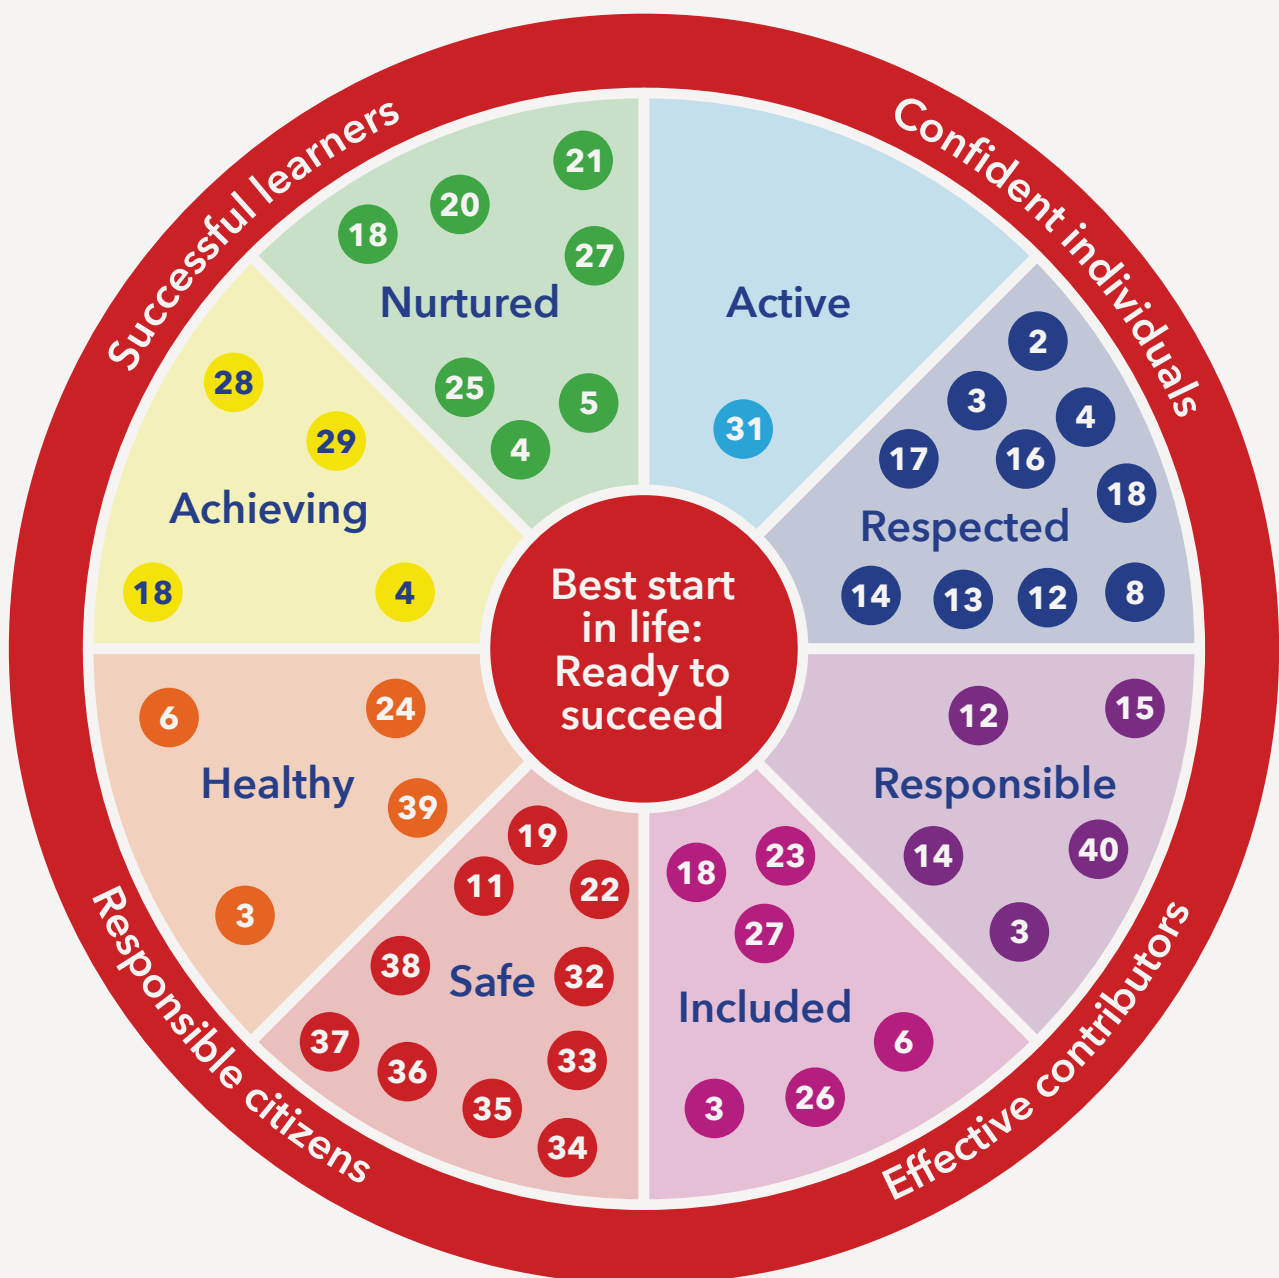 Successful learners
Confident individuals
Effective contributors
Responsible citizens
Best start
in life:
Ready to
succeed
Nurtured
21
20
18
27
25
5
4
Active
31
Respected
2
3
4
17
16
18
14
13
12
8
Responsible
12
15
14
40
3
Included
18
23
27
6
26
3
Safe
19
11
22
38
32
37
36
33
35
34
Healthy
6
24
39
3
Achieving
28
29
18
4